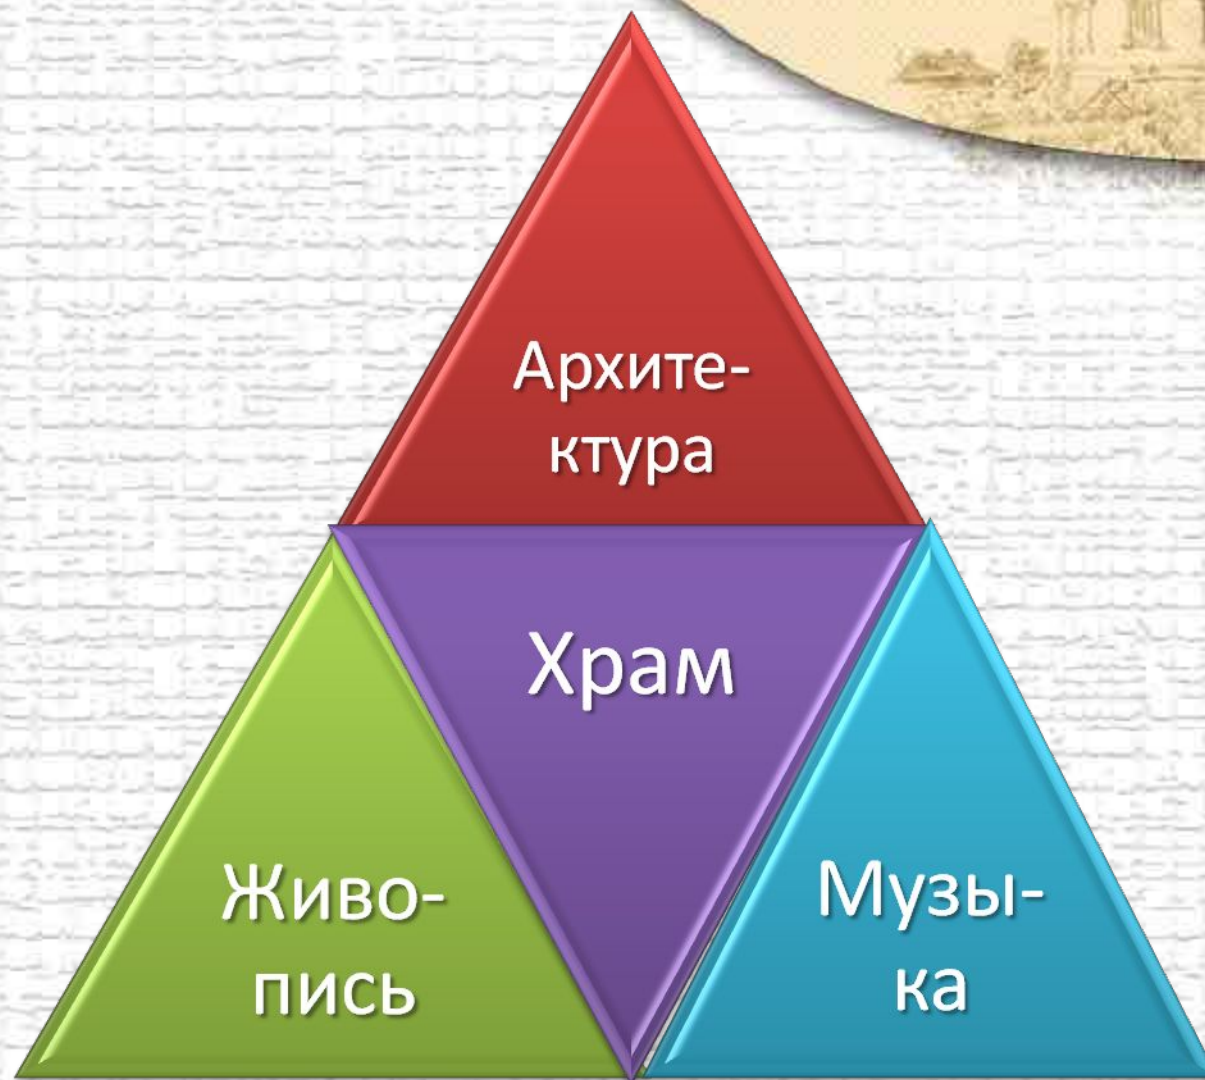 Архите-
ктура
Храм
Живо-
пись
Музы-
ка